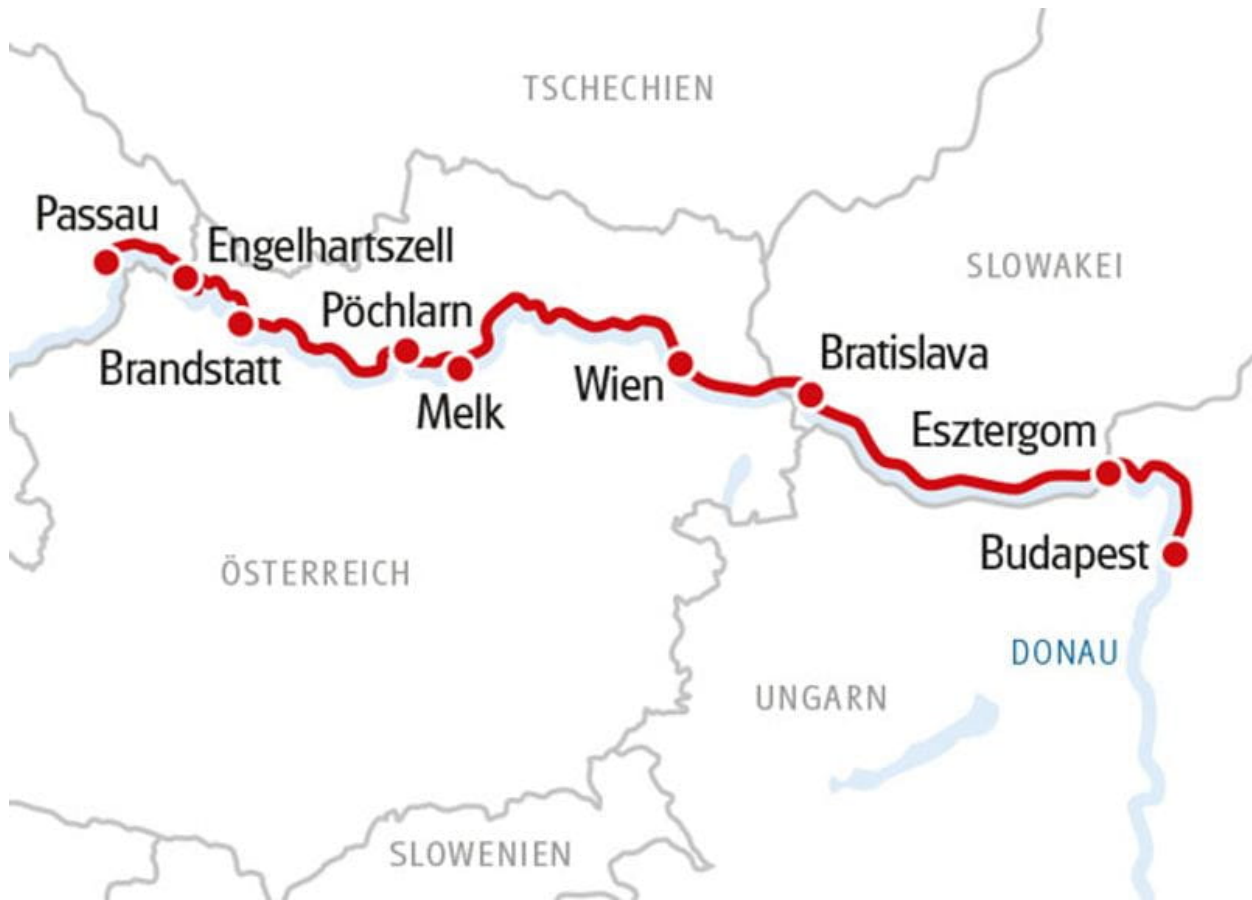 TSCHECHIEN
Passau
Engelhartszell
SLOWAKEI
Pöchlarn
Brandstatt
Bratislava
Wien
Melk
Esztergom
Budapest
ÖSTERREICH
DONAU
UNGARN
SLOWENIEN